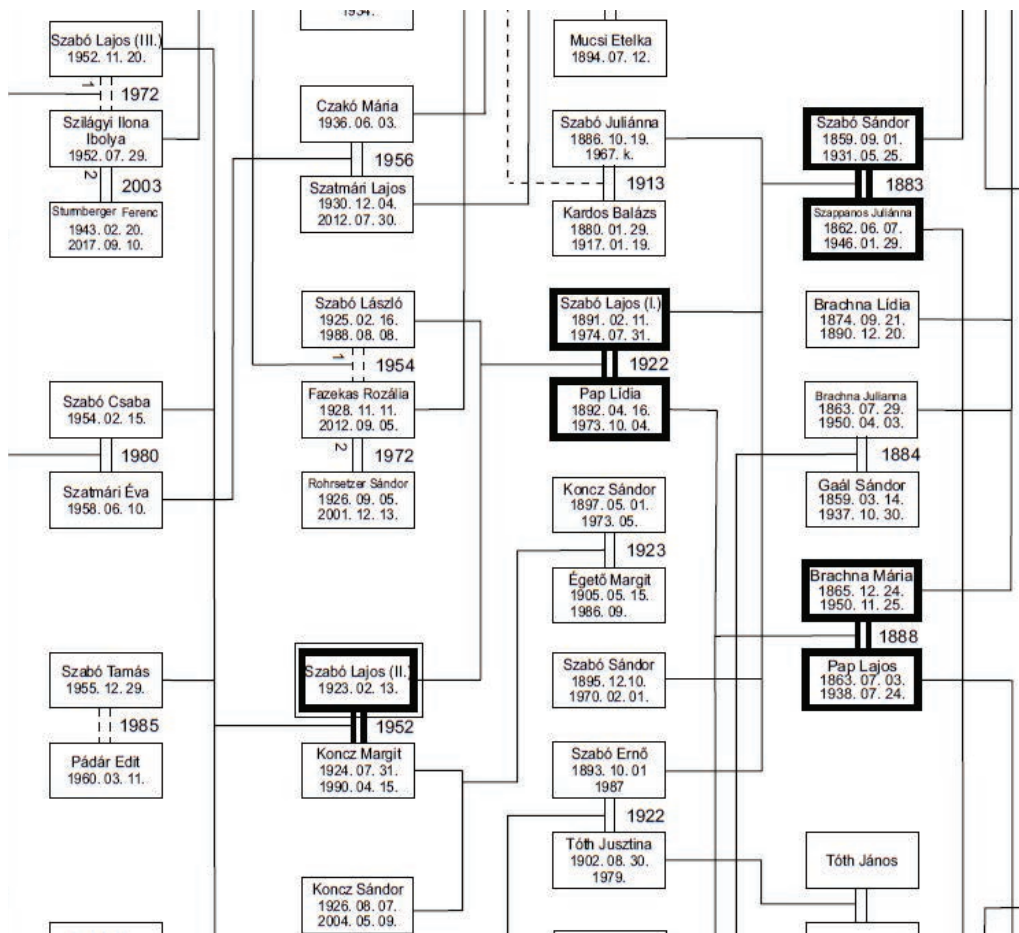 Szabó Lajos (III.)
1952. 11. 20.
1
1972
Szilágyi Ilona
Ibolya
1952. 07. 29.
2
2003
Sturmberger Ferenc
1943. 02. 20.
2017. 09. 10.
Szabó Csaba
1954. 02. 15.
1980
Szatmári Éva
1958. 06. 10.
Szabó Tamás
1955. 12. 29.
1985
Pádár Edit
1960. 03. 11.
Czakó Mária
1936. 06. 03.
1956
Szatmári Lajos
1930. 12. 04.
2012. 07. 30.
Szabó László
1925. 02. 16.
1988. 08. 08.
1
1954
Fazekas Rozália
1928. 11. 11.
2012. 09. 05.
2
1972
Rohrsetzer Sándor
1926. 09. 05.
2001. 12. 13.
Szabó Lajos (II.)
1923. 02. 13.
1952
Koncz Margit
1924. 07. 31.
1990. 04. 15.
Koncz Sándor
1926. 08. 07.
2004. 05. 09.
Mucsi Etelka
1894. 07. 12.
Szabó Juliánna
1886. 10. 19.
1967. k.
1913
Kardos Balázs
1880. 01. 29.
1917. 01. 19.
Szabó Lajos (I.)
1891. 02. 11.
1974. 07. 31.
1922
Pap Lídia
1892. 04. 16.
1973. 10. 04.
Koncz Sándor
1897. 05. 01.
1973. 05.
1923
Égető Margit
1905. 05. 15.
1986. 09.
Szabó Sándor
1895. 12.10.
1970. 02. 01.
Szabó Ernő
1893. 10. 01
1987
1922
Tóth Jusztina
1902. 08. 30.
1979.
Szabó Sándor
1859. 09. 01.
1931. 05. 25.
1883
Szappanos Juliánna
1862. 06. 07.
1946. 01. 29.
Brachna Lídia
1874. 09. 21.
1890. 12. 20.
Brachna Julianna
1863. 07. 29.
1950. 04. 03.
1884
Gaál Sándor
1859. 03. 14.
1937. 10. 30.
Brachna Mária
1865. 12. 24.
1950. 11. 25.
1888
Pap Lajos
1863. 07. 03.
1938. 07. 24.
Tóth János